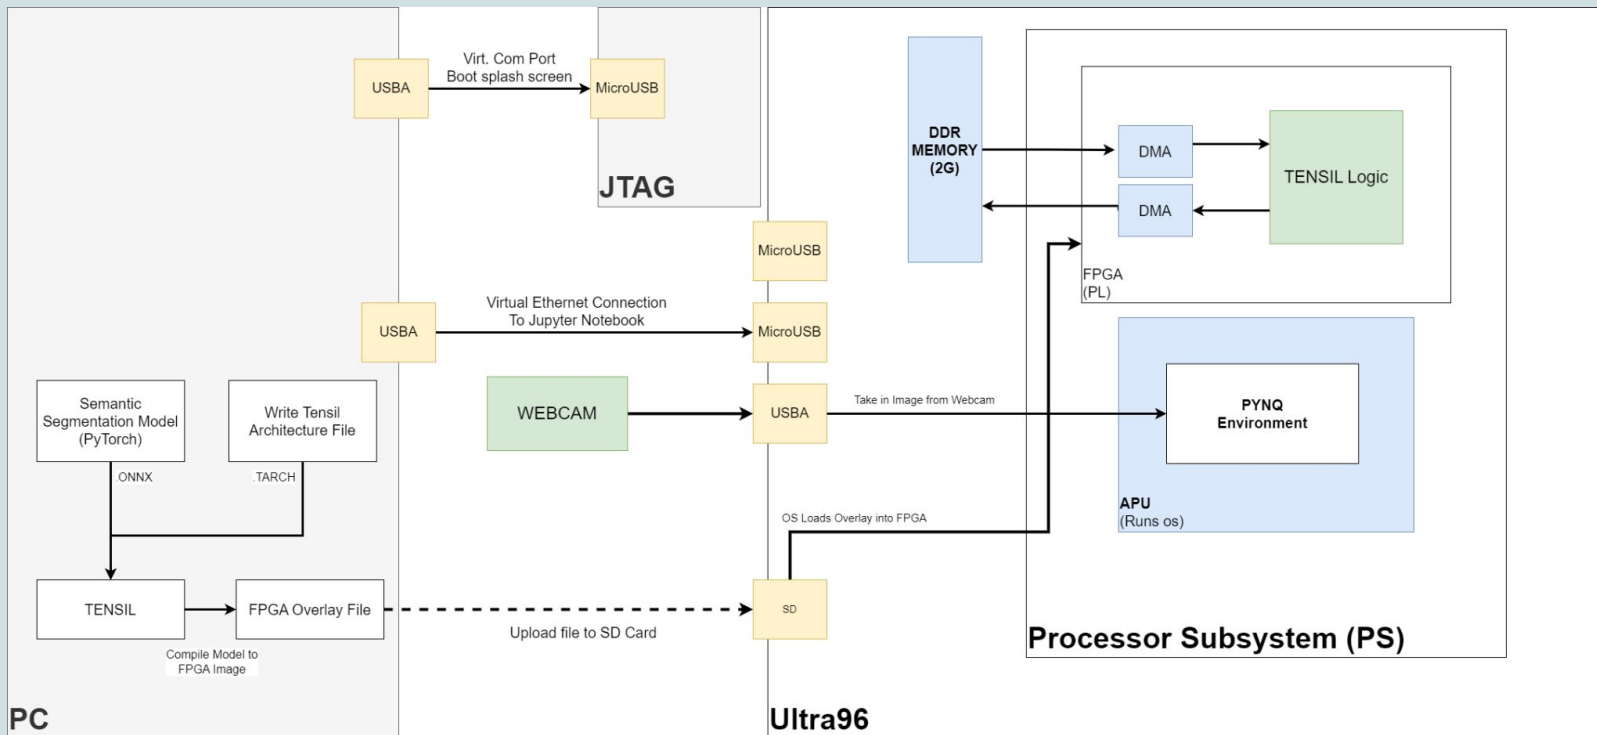 USBA
Virt. Com Port
Boot splash screen
MicroUSB
JTAG
DDR
MEMORY
(2G)
DMA
DMA
TENSIL Logic
FPGA
(PL)
MicroUSB
USBA
Virtual Ethernet Connection
To Jupyter Notebook
MicroUSB
Semantic
Segmentation Model
(PyTorch)
Write Tensil
Architecture File
.ONNX
.TARCH
WEBCAM
USBA
Take in Image from Webcam
PYNQ
Environment
APU
(Runs os)
OS Loads Overlay into FPGA
TENSIL
FPGA Overlay File
Compile Model to
FPGA Image
Upload file to SD Card
SD
Processor Subsystem (PS)
PC
Ultra96